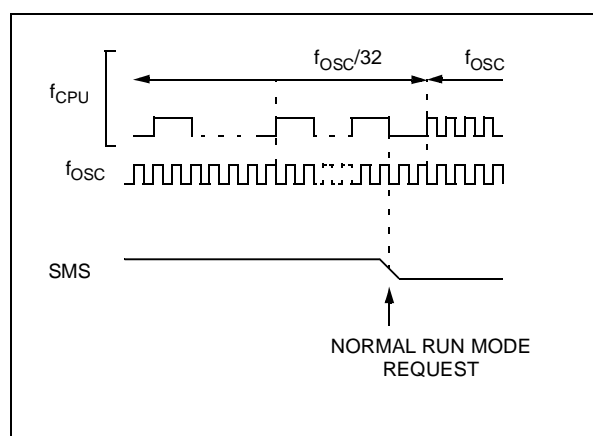 fOSC/32
fOSC
fCPU
fOSC
SMS
NORMAL RUN MODE
REQUEST